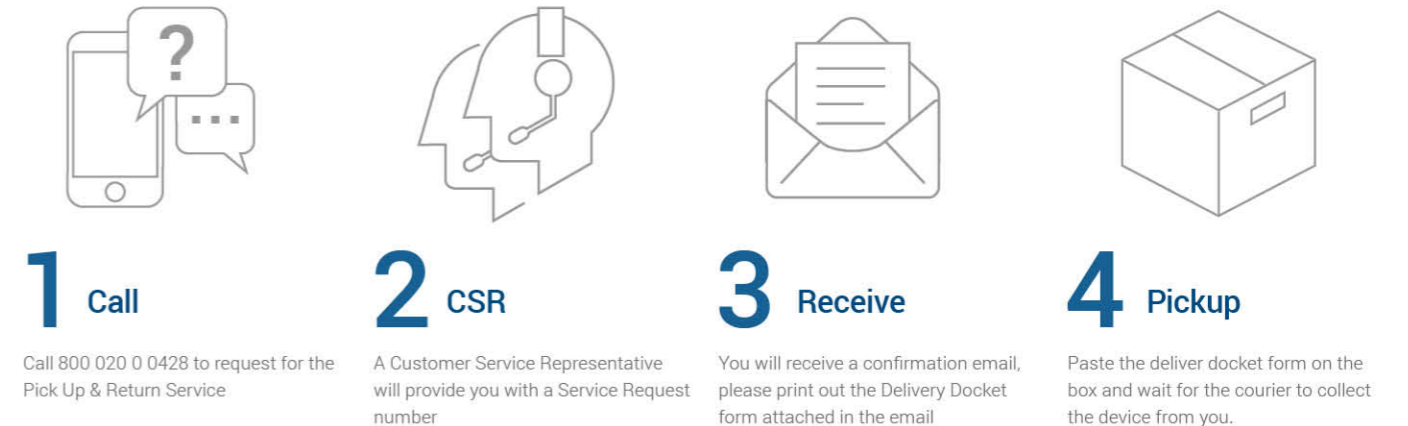 ?
...
1 Call
Call 800 020 0 0428 to request for the
Pick Up & Return Service
2 CSR
A Customer Service Representative
will provide you with a Service Request
number
3 Receive
You will receive a confirmation email,
please print out the Delivery Docket
form attached in the email
4 Pickup
Paste the deliver docket form on the
box and wait for the courier to collect
the device from you.